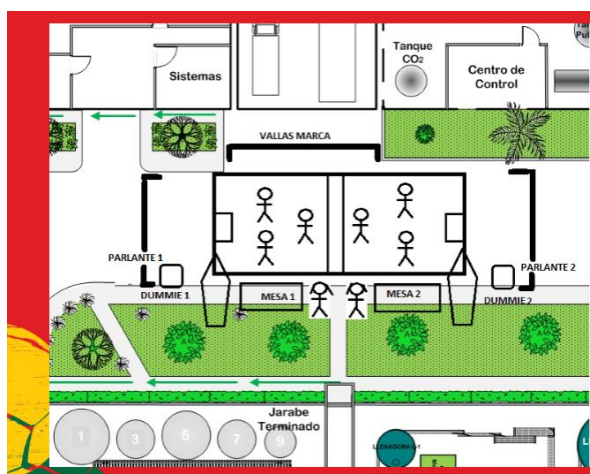 Tanque
CO2
Sistemas
Centro de
Control
VALLAS MARCA
PARLANTE 1
PARLANTE 2
DUMMIE 1
MESA 1
MESA 2
DUMMIE 2
Jarabe
Terminado
1
3
5
7
9